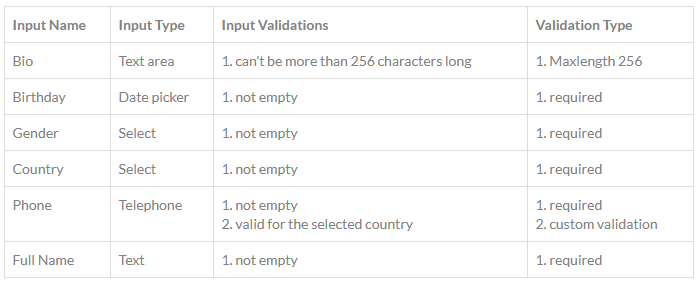 Input Name Input Type Input Validations Validation Type
Bio Text area 1. can't be more than 256 characters long 1. Maxlength 256
Birthday Date picker 1. not empty 1. required
Gender Select 1. not empty 1. required
Country Select 1. not empty 1. required
Phone Telephone 1. not empty 1. required
2. valid for the selected country 2. custom validation
Full Name Text 1. not empty 1. required